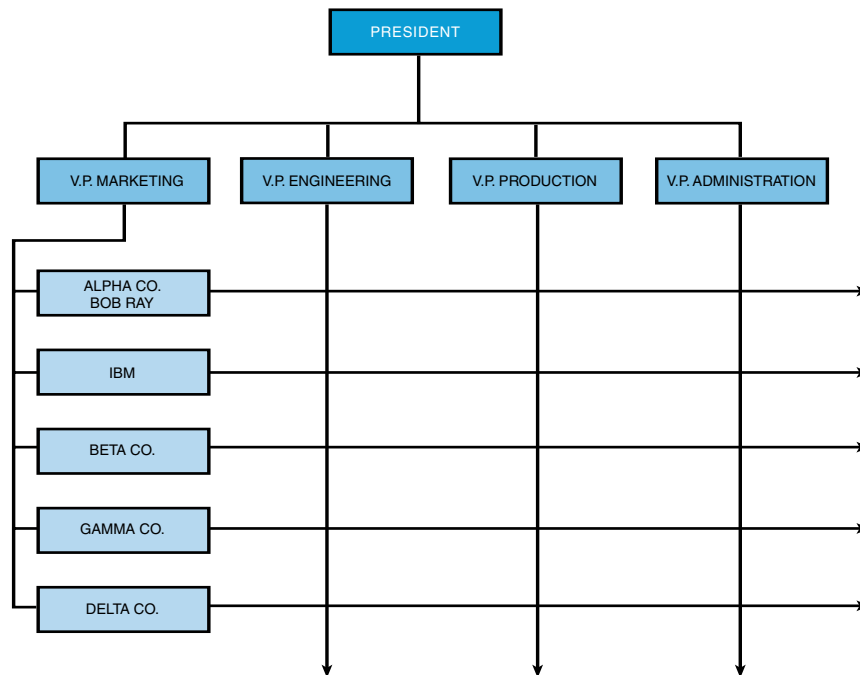 PRESIDENT
V.P. MARKETING
V.P. ENGINEERING
V.P. PRODUCTION
V.P. ADMINISTRATION
ALPHA CO.
BOB RAY
IBM
BETA CO.
GAMMA CO.
DELTA CO.